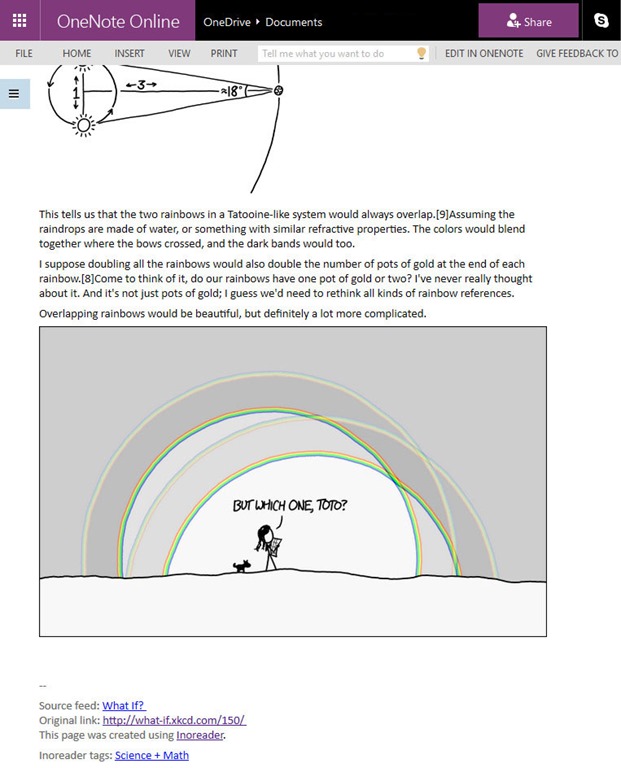 OneNote Online OneDrive ▸ Documents Share
FILE HOME INSERT VIEW PRINT Tell me what you want to do EDIT IN ONENOTE GIVE FEEDBACK TO
1 ←3→ ≈18°
This tells us that the two rainbows in a Tatooine-like system would always overlap.[9]Assuming the
raindrops are made of water, or something with similar refractive properties. The colors would blend
together where the bows crossed, and the dark bands would too.
I suppose doubling all the rainbows would also double the number of pots of gold at the end of each
rainbow.[8]Come to think of it, do our rainbows have one pot of gold or two? I've never really thought
about it. And it's not just pots of gold; I guess we'd need to rethink all kinds of rainbow references.
Overlapping rainbows would be beautiful, but definitely a lot more complicated.
BUT WHICH ONE, TOTO?
--
Source feed: What If?
Original link: http://what-if.xkcd.com/150/
This page was created using Inoreader.
Inoreader tags: Science + Math